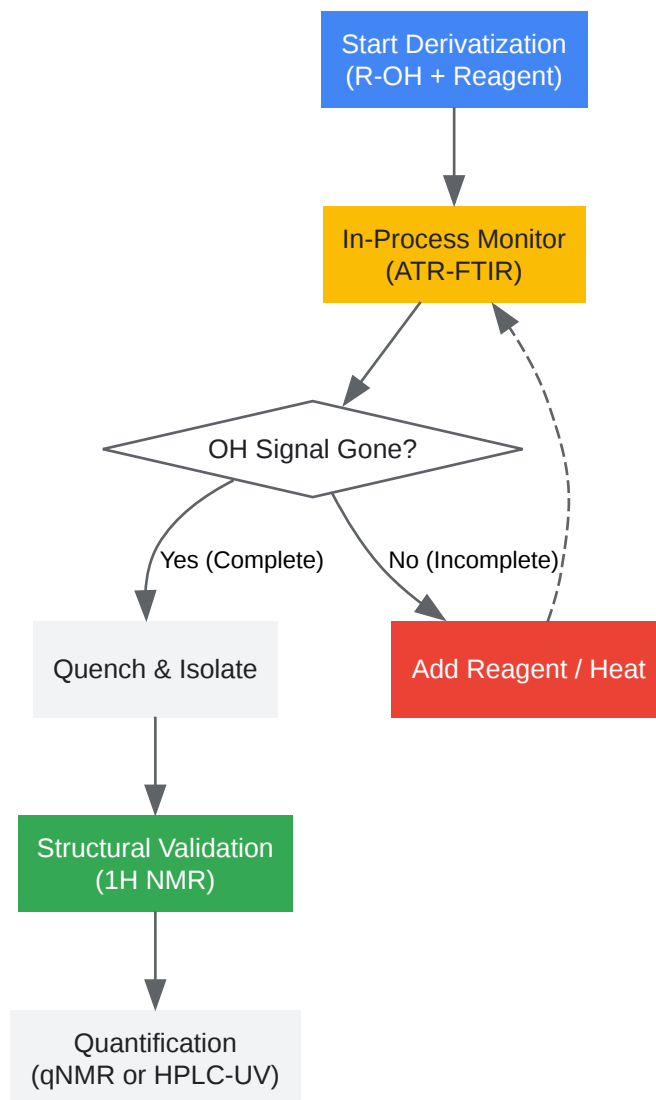 Start Derivatization
(R-OH + Reagent)
In-Process Monitor
(ATR-FTIR)
OH Signal Gone?
Yes (Complete)
No (Incomplete)
Quench & Isolate
Add Reagent / Heat
Structural Validation
(1H NMR)
Quantification
(qNMR or HPLC-UV)